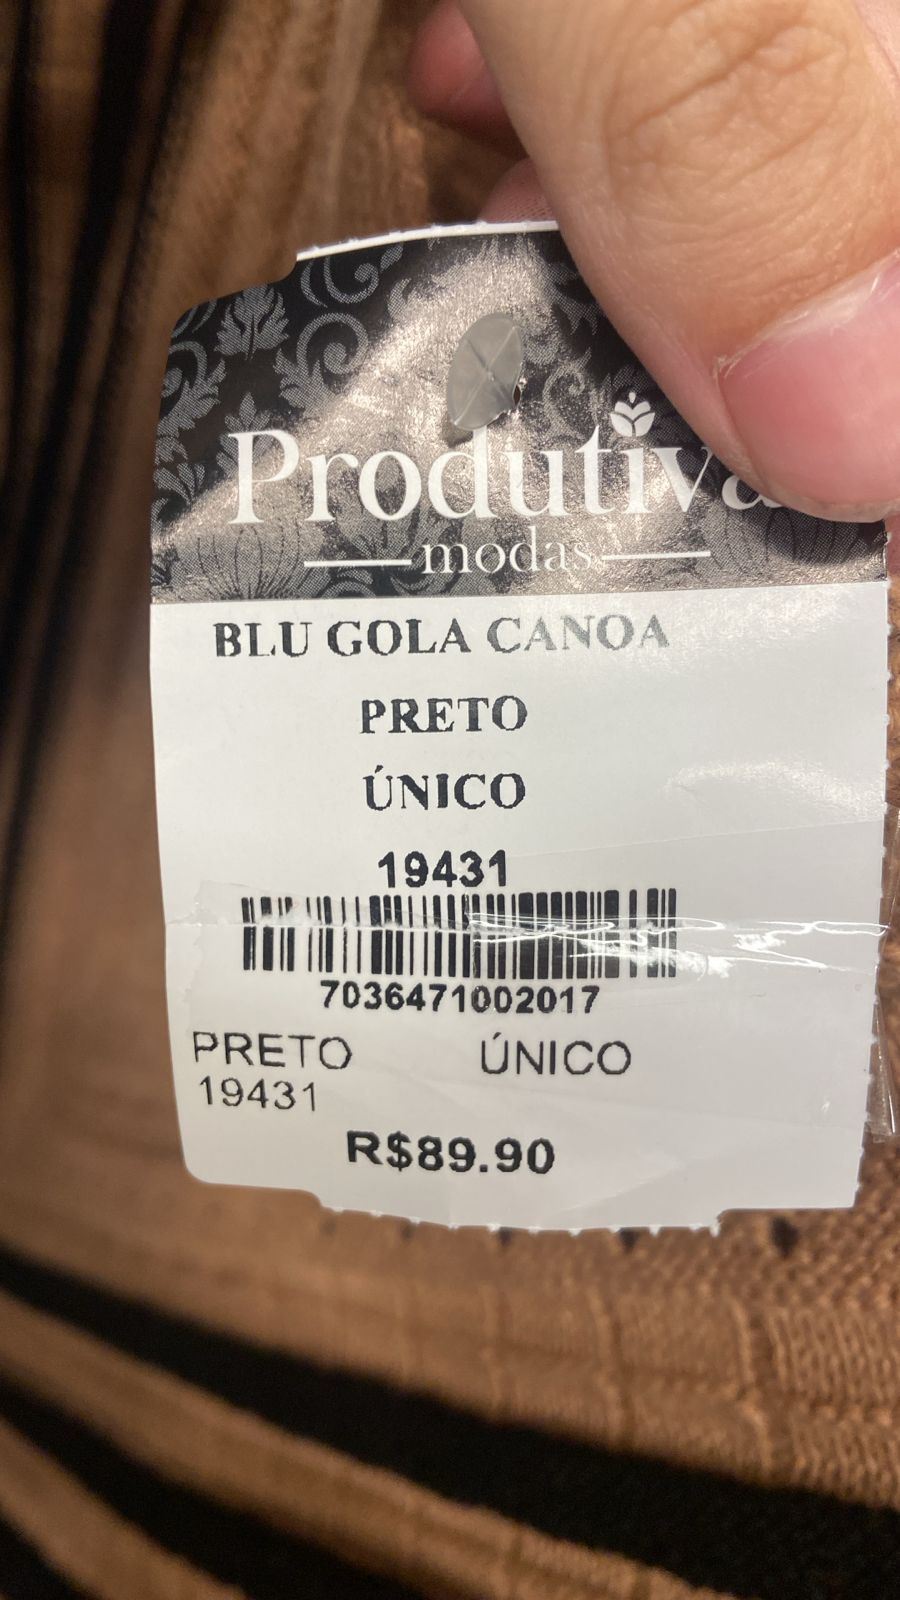 Produtiva
modas
BLU GOLA CANOA
PRETO
ÚNICO
19431
7036471002017
PRETO ÚNICO
19431
R$89.90